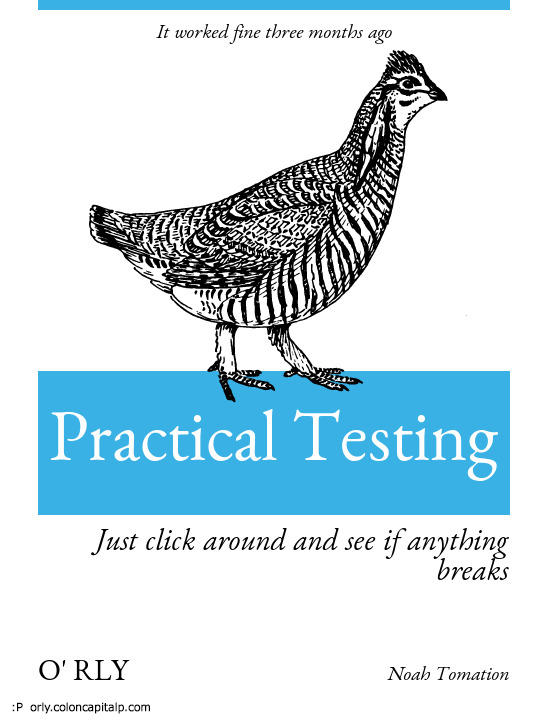 It worked fine three months ago
Practical Testing
Just click around and see if anything
breaks
O' RLY
Noah Tomation
:P orly.coloncapitalp.com